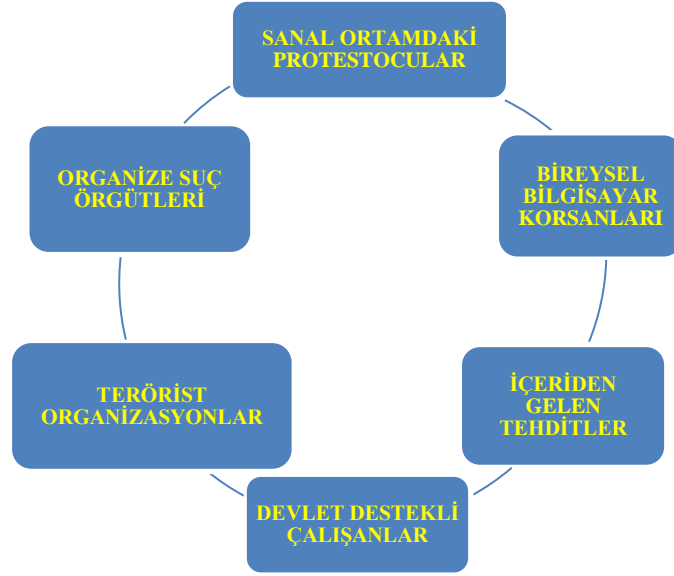 SANAL ORTAMDAKİ
PROTESTOCULAR
BİREYSEL
BİLGİSAYAR
KORSANLARI
İÇERİDEN
GELEN
TEHDİTLER
DEVLET DESTEKLİ
ÇALIŞANLAR
TERÖRİST
ORGANİZASYONLAR
ORGANİZE SUÇ
ÖRGÜTLERİ